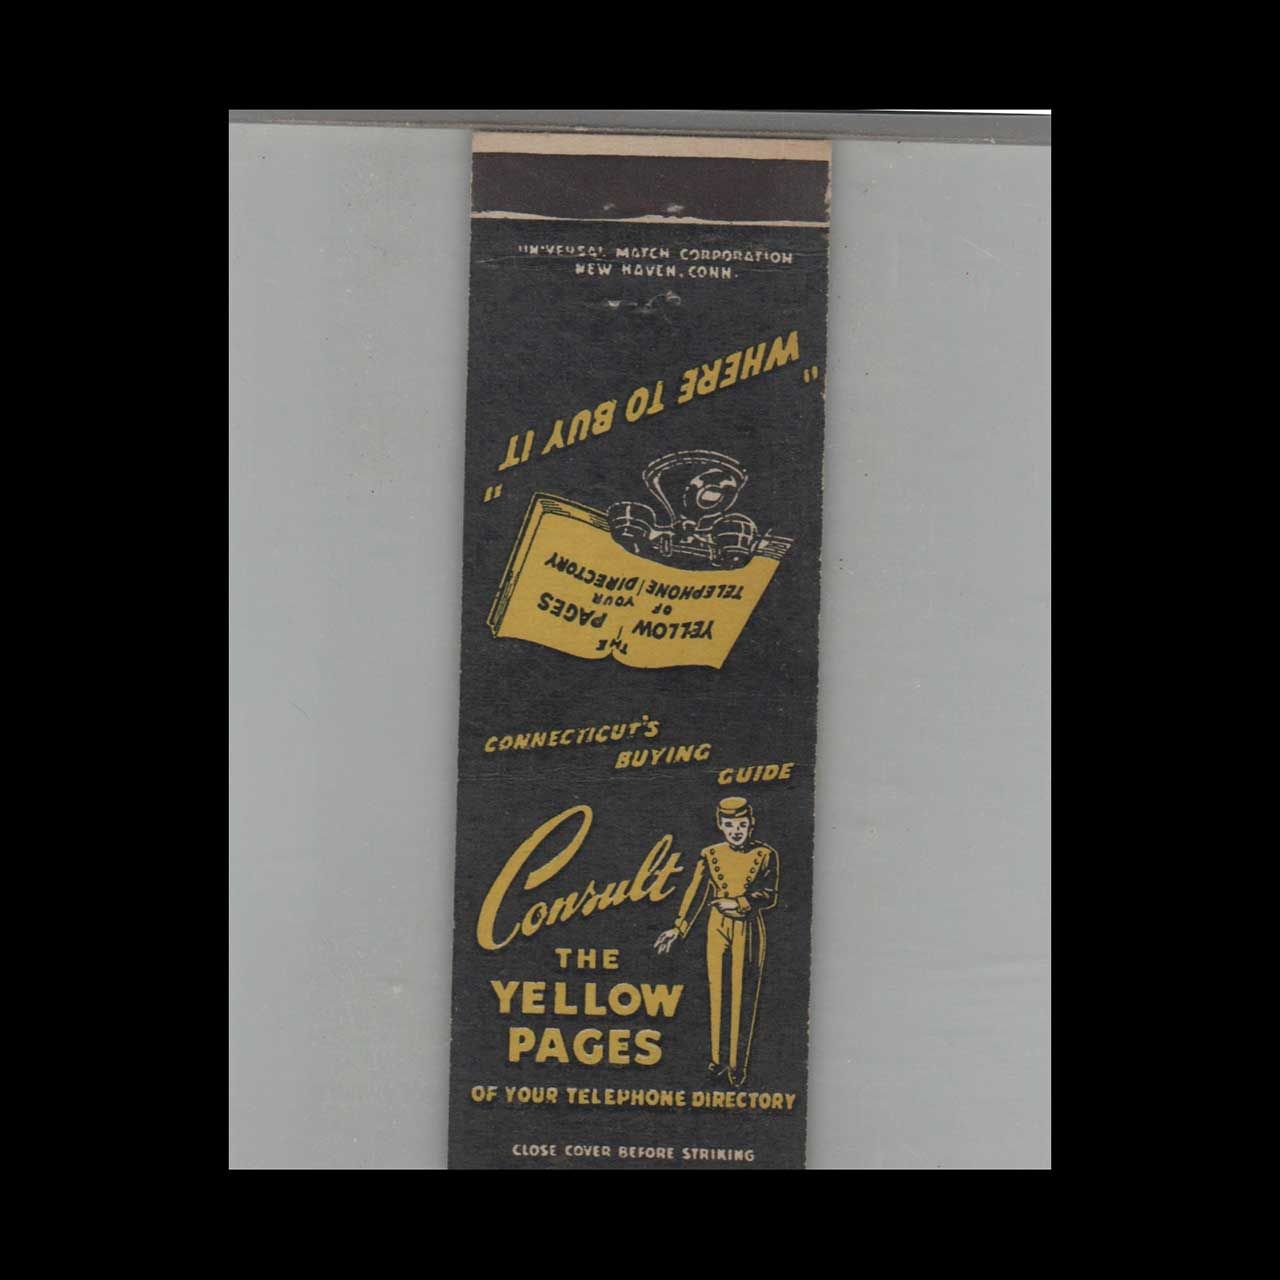 UNIVERSAL MATCH CORPORATION
NEW HAVEN, CONN.
"WHERE TO BUY IT"
THE
YELLOW PAGES
OF YOUR
TELEPHONE DIRECTORY
CONNECTICUT'S
BUYING
GUIDE
Consult
THE
YELLOW
PAGES
OF YOUR TELEPHONE DIRECTORY
CLOSE COVER BEFORE STRIKING